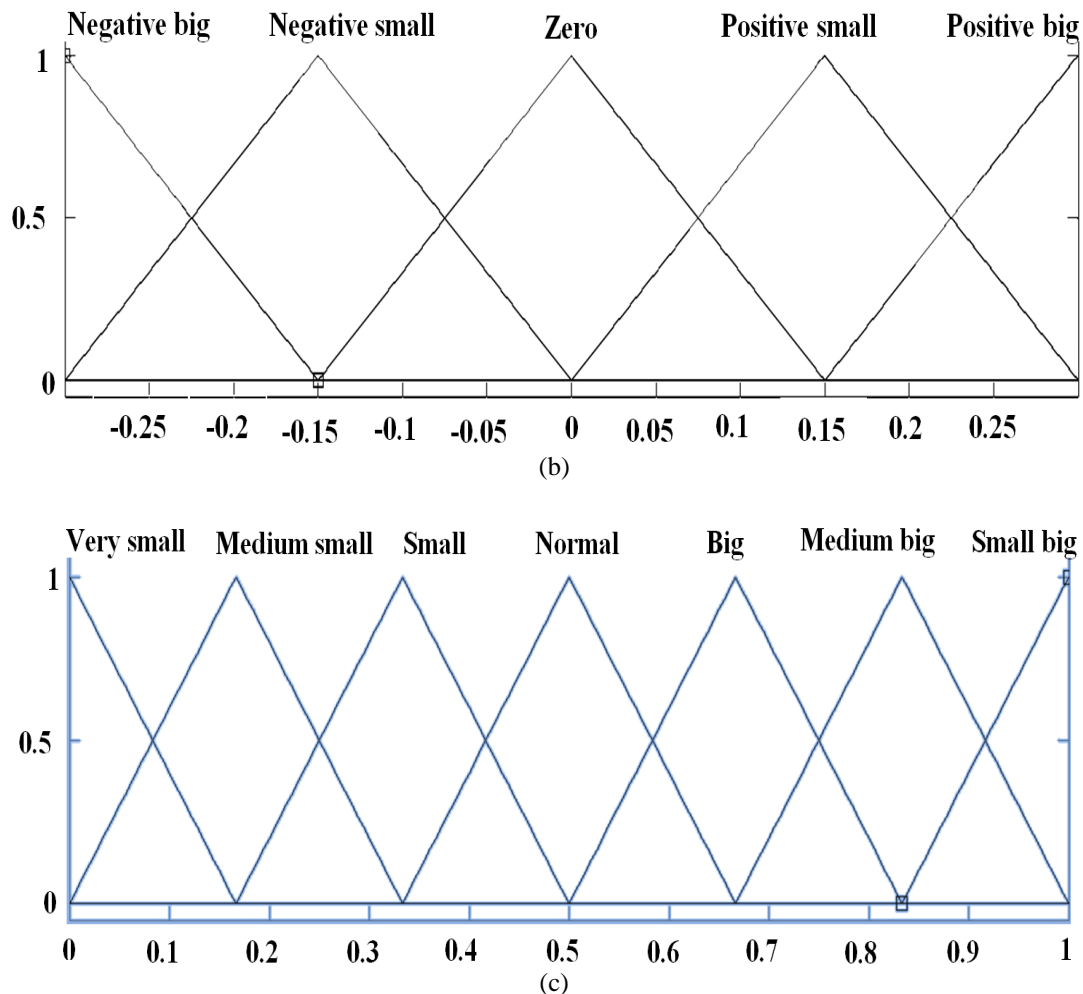 Negative big Negative small Zero Positive small Positive big
1
0.5
0
-0.25 -0.2 -0.15 -0.1 -0.05 0 0.05 0.1 0.15 0.2 0.25
(b)
Very small Medium small Small Normal Big Medium big Small big
1
0.5
0
0 0.1 0.2 0.3 0.4 0.5 0.6 0.7 0.8 0.9 1
(c)